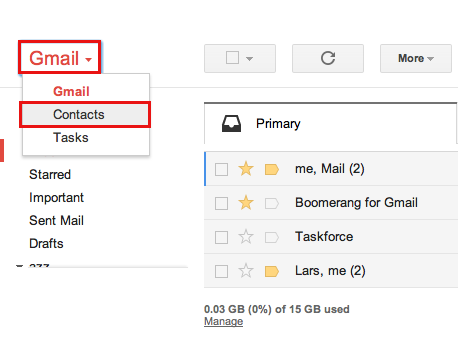 Gmail
More
Gmail
Contacts
Tasks
Primary
Starred
Important
Sent Mail
Drafts
me, Mail (2)
Boomerang for Gmail
Taskforce
Lars, me (2)
0.03 GB (0%) of 15 GB used
Manage